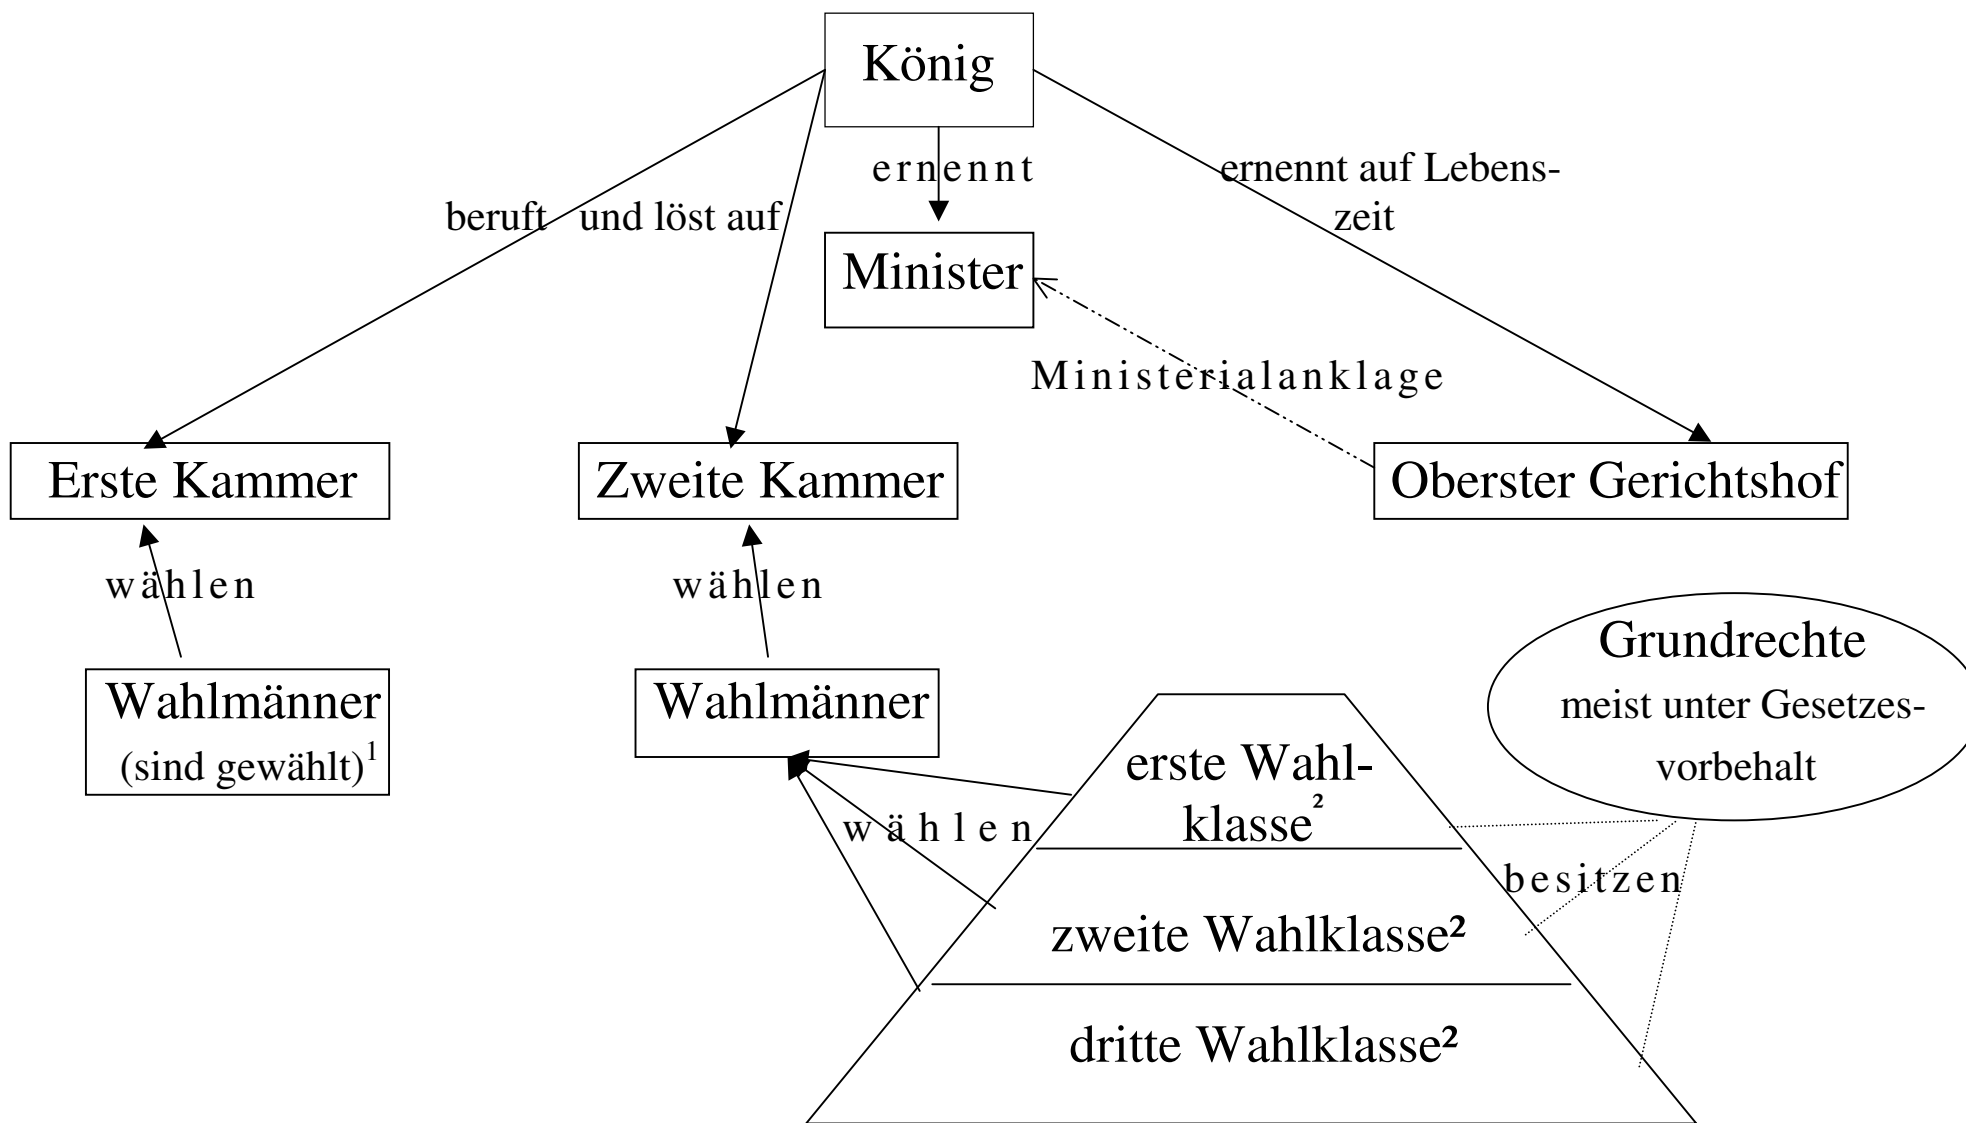 König
ernennt
ernennt auf Lebens-
zeit
beruft und löst auf
Minister
Ministerialanklage
Erste Kammer
Zweite Kammer
Oberster Gerichtshof
wählen
wählen
Wahlmänner
(sind gewählt)¹
Wahlmänner
Grundrechte
meist unter Gesetzes-
vorbehalt
erste Wahl-
klasse²
wählen
besitzen
zweite Wahlklasse²
dritte Wahlklasse²